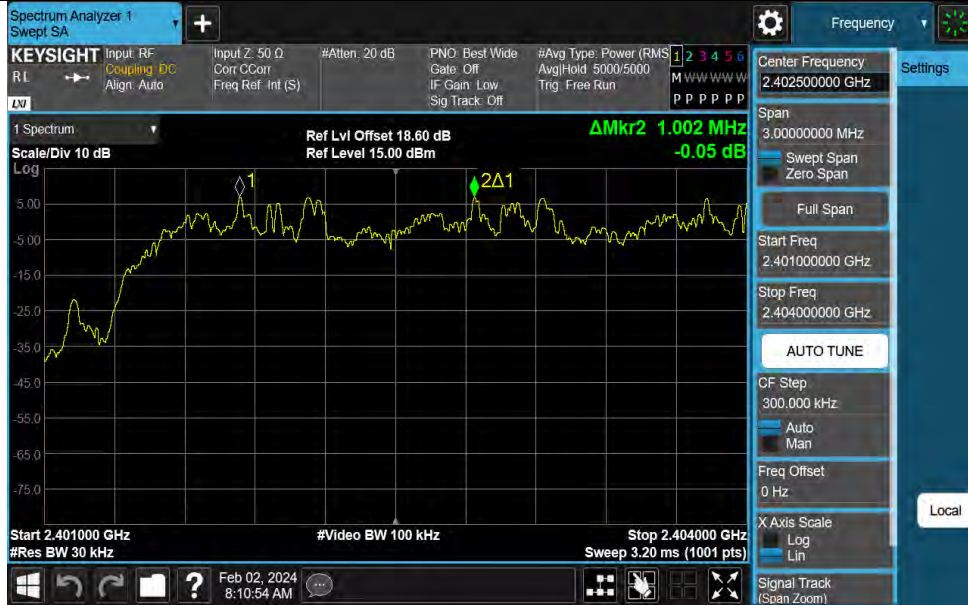 Spectrum Analyzer 1
Swept SA
Frequency
KEYSIGHT
RL
LXI
Input: RF
Coupling: DC
Align: Auto
Input Z: 50 Ω
Corr CCorr
Freq Ref: Int (S)
#Atten: 20 dB
PNO: Best Wide
Gate: Off
IF Gain: Low
Sig Track: Off
#Avg Type: Power (RMS
Avg|Hold: 5000/5000
Trig: Free Run
1 2 3 4 5 6
M W W W W W
P P P P P P
1 Spectrum
Scale/Div 10 dB
Ref Lvl Offset 18.60 dB
Ref Level 15.00 dBm
ΔMkr2 1.002 MHz
-0.05 dB
Log
1
2Δ1
5.00
-5.00
-15.0
-25.0
-35.0
-45.0
-55.0
-65.0
-75.0
Start 2.401000 GHz
#Video BW 100 kHz
Stop 2.404000 GHz
#Res BW 30 kHz
Sweep 3.20 ms (1001 pts)
?
Feb 02, 2024
8:10:54 AM
Center Frequency
2.402500000 GHz
Span
3.00000000 MHz
Swept Span
Zero Span
Full Span
Start Freq
2.401000000 GHz
Stop Freq
2.404000000 GHz
AUTO TUNE
CF Step
300.000 kHz
Auto
Man
Freq Offset
0 Hz
X Axis Scale
Log
Lin
Signal Track
(Span Zoom)
Settings
Local